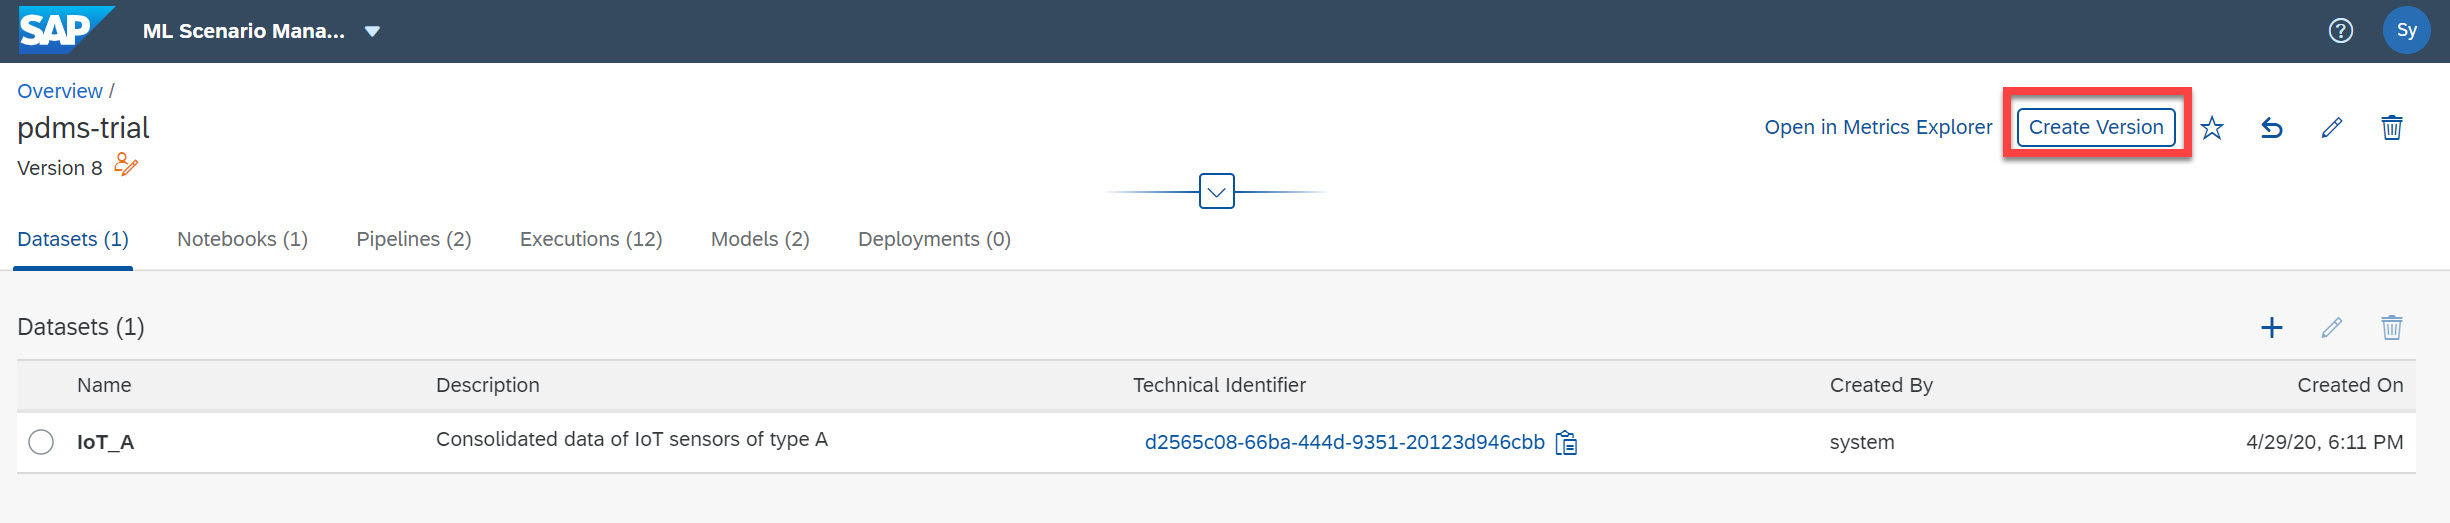 SAP ML Scenario Mana... ? Sy
Overview /
pdms-trial
Open in Metrics Explorer Create Version
Version 8
Datasets (1) Notebooks (1) Pipelines (2) Executions (12) Models (2) Deployments (0)
Datasets (1)
Name Description Technical Identifier Created By Created On
IoT_A Consolidated data of IoT sensors of type A d2565c08-66ba-444d-9351-20123d946cbb system 4/29/20, 6:11 PM